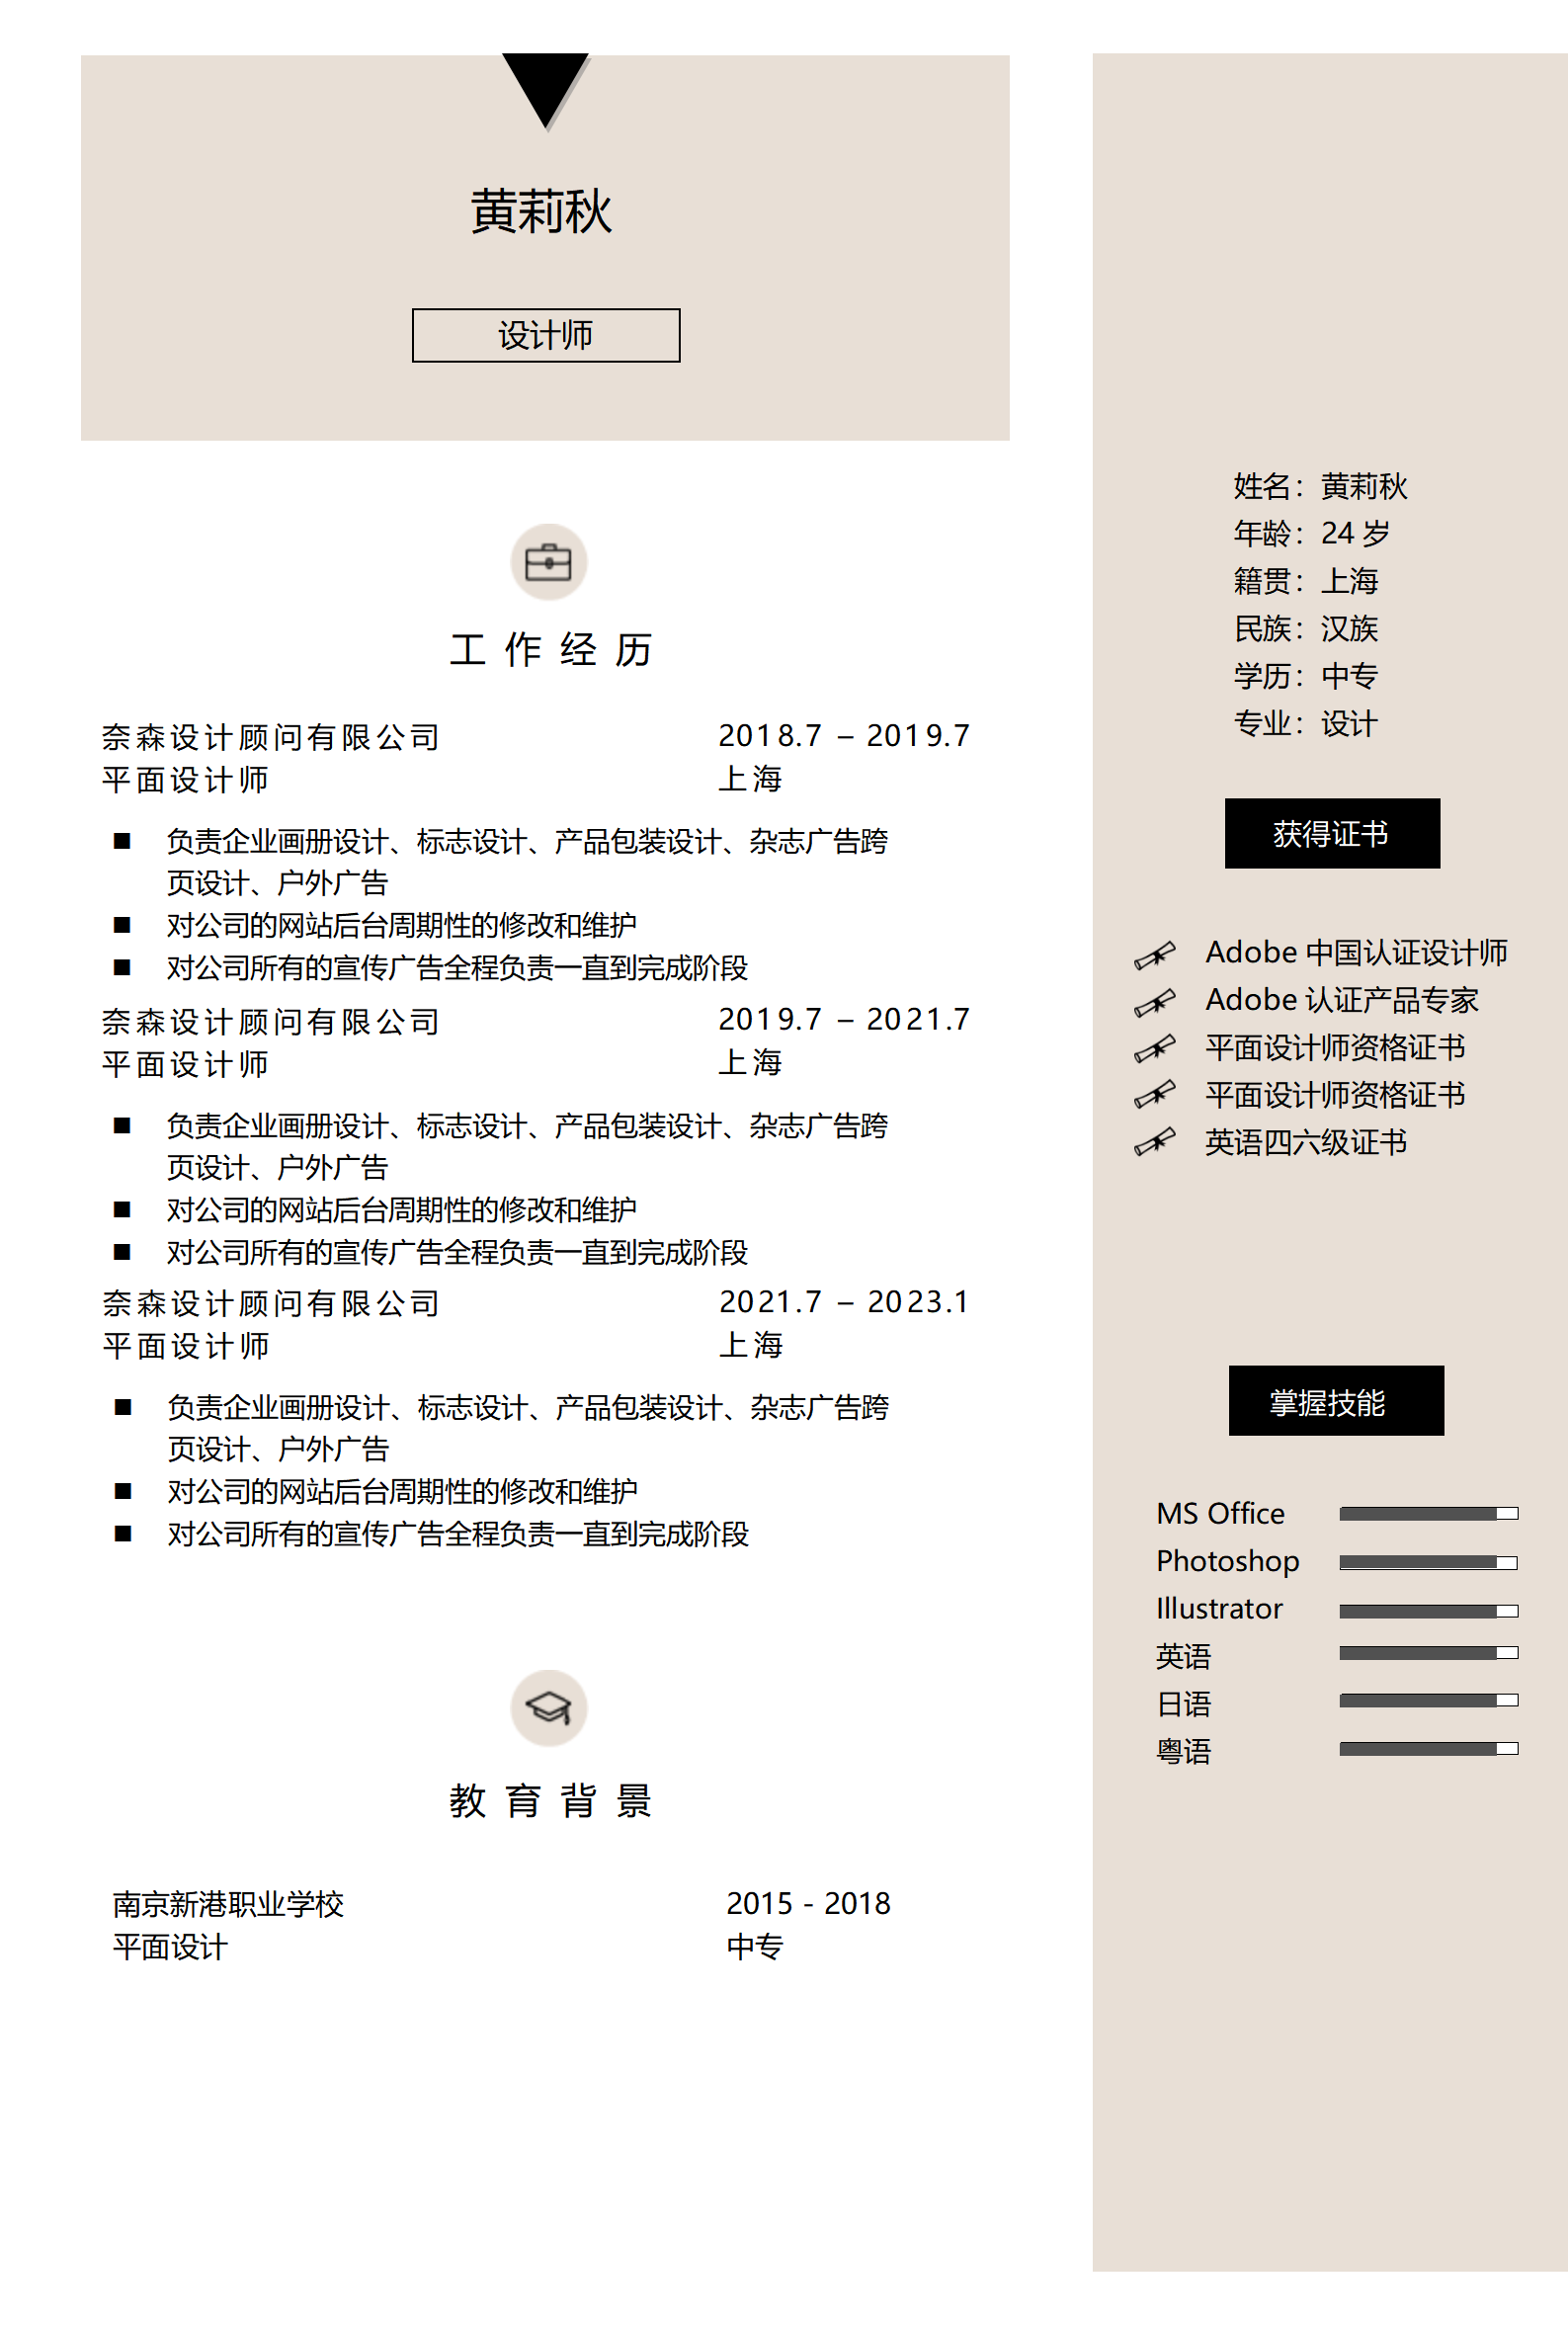 黄莉秋
设计师
工作经历
奈森设计顾问有限公司 2018.7 – 2019.7
平面设计师 上海
■ 负责企业画册设计、标志设计、产品包装设计、杂志广告跨
页设计、户外广告
■ 对公司的网站后台周期性的修改和维护
■ 对公司所有的宣传广告全程负责一直到完成阶段
奈森设计顾问有限公司 2019.7 – 2021.7
平面设计师 上海
■ 负责企业画册设计、标志设计、产品包装设计、杂志广告跨
页设计、户外广告
■ 对公司的网站后台周期性的修改和维护
■ 对公司所有的宣传广告全程负责一直到完成阶段
奈森设计顾问有限公司 2021.7 – 2023.1
平面设计师 上海
■ 负责企业画册设计、标志设计、产品包装设计、杂志广告跨
页设计、户外广告
■ 对公司的网站后台周期性的修改和维护
■ 对公司所有的宣传广告全程负责一直到完成阶段
教育背景
南京新港职业学校 2015 - 2018
平面设计 中专
姓名：黄莉秋
年龄：24 岁
籍贯：上海
民族：汉族
学历：中专
专业：设计
获得证书
Adobe 中国认证设计师
Adobe 认证产品专家
平面设计师资格证书
平面设计师资格证书
英语四六级证书
掌握技能
MS Office
Photoshop
Illustrator
英语
日语
粤语